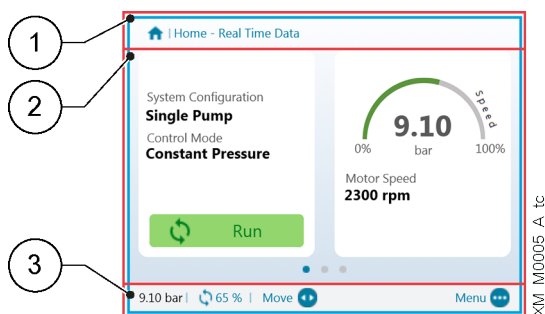 1
| Home - Real Time Data
2
System Configuration
Single Pump
Control Mode
Constant Pressure
Run
Speed
9.10
0% bar 100%
Motor Speed
2300 rpm
3
9.10 bar | 65 % | Move
Menu
XM_M0005_A_tc